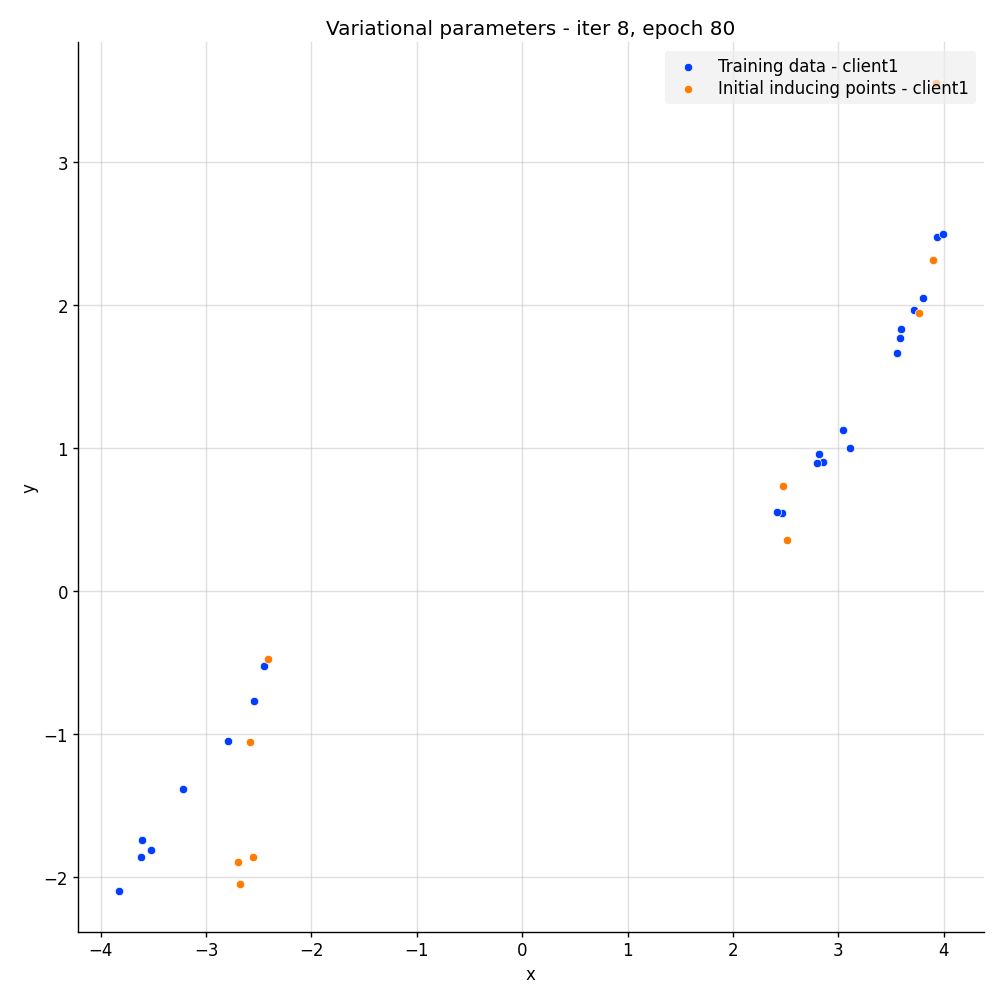 Variational parameters - iter 8, epoch 80
Training data - client1
Initial inducing points - client1
3
2
1
0
−1
−2
y
−4 −3 −2 −1 0 1 2 3 4
x